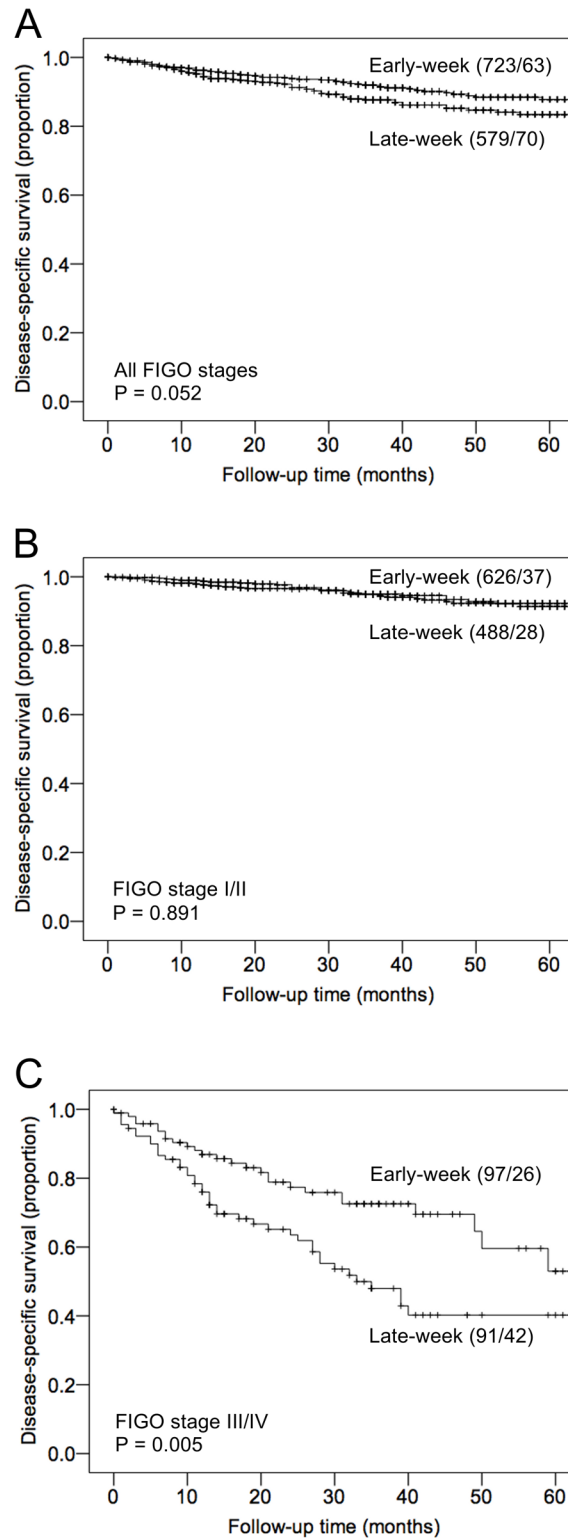 A
Disease-specific survival (proportion)
1.0
0.8
0.6
0.4
0.2
0.0
Early-week (723/63)
Late-week (579/70)
All FIGO stages
P = 0.052
0 10 20 30 40 50 60
Follow-up time (months)
B
Disease-specific survival (proportion)
1.0
0.8
0.6
0.4
0.2
0.0
Early-week (626/37)
Late-week (488/28)
FIGO stage I/II
P = 0.891
0 10 20 30 40 50 60
Follow-up time (months)
C
Disease-specific survival (proportion)
1.0
0.8
0.6
0.4
0.2
0.0
Early-week (97/26)
Late-week (91/42)
FIGO stage III/IV
P = 0.005
0 10 20 30 40 50 60
Follow-up time (months)